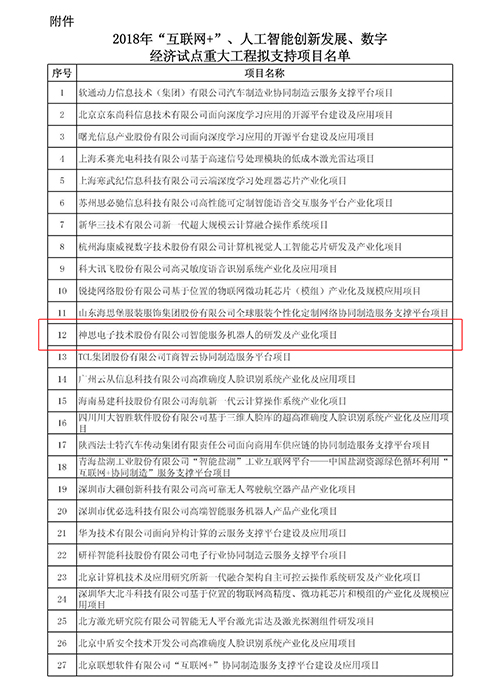 附件
2018年“互联网+”、人工智能创新发展、数字
经济试点重大工程拟支持项目名单
序号 项目名称
1 软通动力信息技术（集团）有限公司汽车制造业协同制造云服务支撑平台项目
2 北京京东尚科信息技术有限公司面向深度学习应用的开源平台建设及应用项目
3 曙光信息产业股份有限公司面向深度学习应用的开源平台建设及应用项目
4 上海禾赛光电科技有限公司基于高速信号处理模块的低成本激光雷达项目
5 上海寒武纪信息科技有限公司云端深度学习处理器芯片产业化项目
6 苏州思必驰信息科技有限公司高性能可定制智能语音交互服务平台产业化项目
7 新华三技术有限公司新一代超大规模云计算融合操作系统项目
8 杭州海康威视数字技术股份有限公司计算机视觉人工智能芯片研发及产业化项目
9 科大讯飞股份有限公司高灵敏度语音识别系统产业化及应用项目
10 锐捷网络股份有限公司基于位置的物联网微功耗芯片（模组）产业化及规模应用项目
11 山东海思堡服装服饰集团股份有限公司全球服装个性化定制网络协同制造服务支撑平台项目
12 神思电子技术股份有限公司智能服务机器人的研发及产业化项目
13 TCL集团股份有限公司T商智云协同制造服务平台项目
14 广州云从信息科技有限公司高准确度人脸识别系统产业化及应用项目
15 海南易建科技股份有限公司海航新一代云计算操作系统项目
16 四川川大智胜软件股份有限公司基于三维人脸库的超高准确度人脸识别系统产业化及应用项
目
17 陕西法士特汽车传动集团有限责任公司面向商用车供应链的协同制造服务支撑平台项目
18 青海盐湖工业股份有限公司“智能盐湖”工业互联网平台——中国盐湖资源绿色循环利用“
互联网+协同制造”服务支撑平台项目
19 深圳市大疆创新科技有限公司高可靠无人驾驶航空器产品产业化项目
20 深圳市优必选科技有限公司高端智能服务机器人产品产业化项目
21 华为技术有限公司面向异构计算的云服务支撑平台建设及应用项目
22 研祥智能科技股份有限公司电子行业协同制造云服务支撑平台项目
23 北京计算机技术及应用研究所新一代融合架构自主可控云操作系统研发及产业化项目
24 深圳华大北斗科技有限公司基于位置的物联网高精度、微功耗芯片和模组的产业化及规模应
用项目
25 北方激光研究院有限公司智能无人平台激光雷达及激光探测组件研发项目
26 北京中盾安全技术开发公司高准确度人脸识别系统产业化及应用项目
27 北京联想软件有限公司“互联网+”协同制造服务支撑平台建设及应用项目